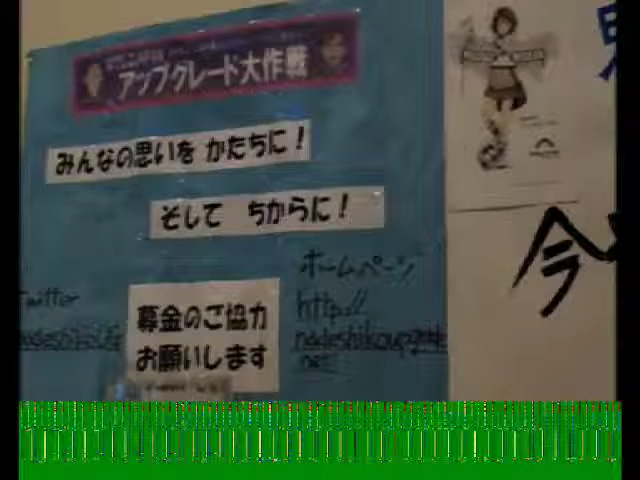 アップグレード大作戦
みんなの思いを かたちに!
そして ちからに!
ホームページ
Twitter
http://
募金のご協力
お願いします
今